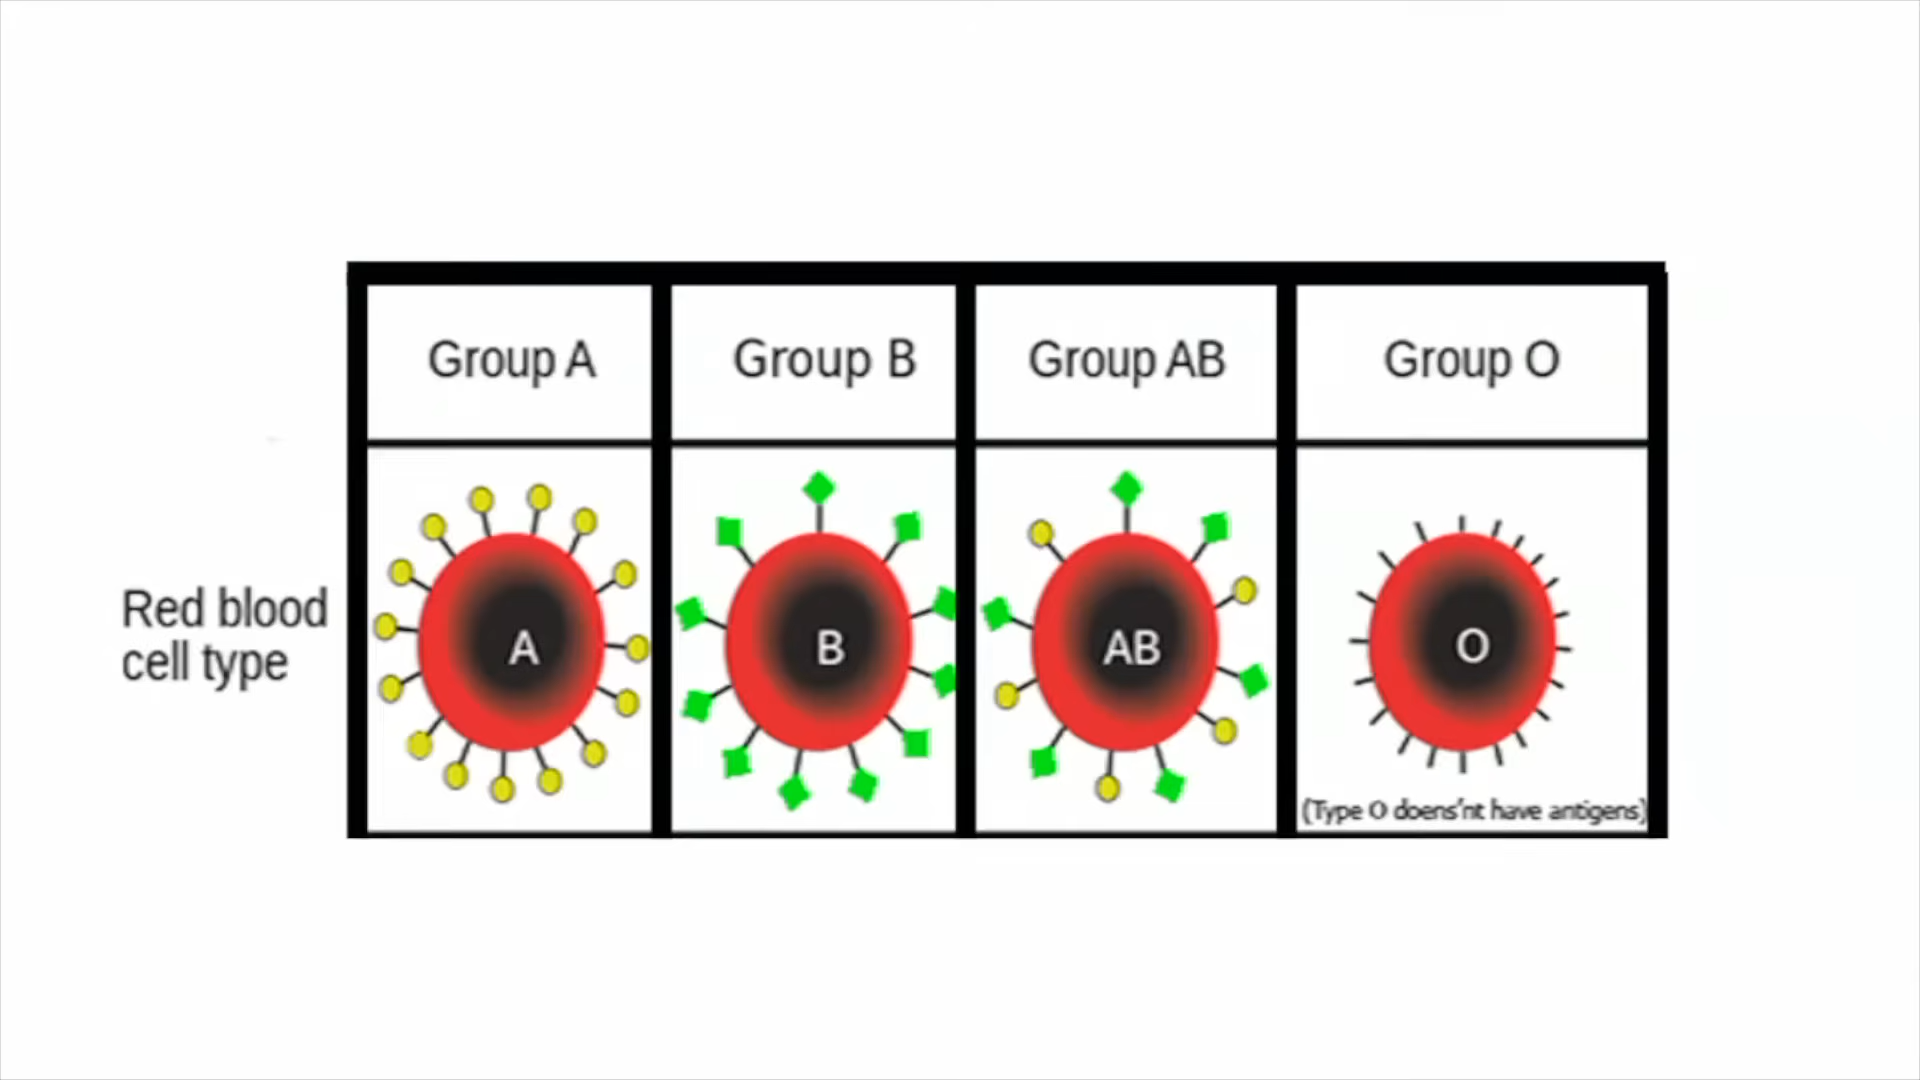 Group A
Group B
Group AB
Group O
Red blood
cell type
A
B
AB
O
(Type O doens'nt have antigens)